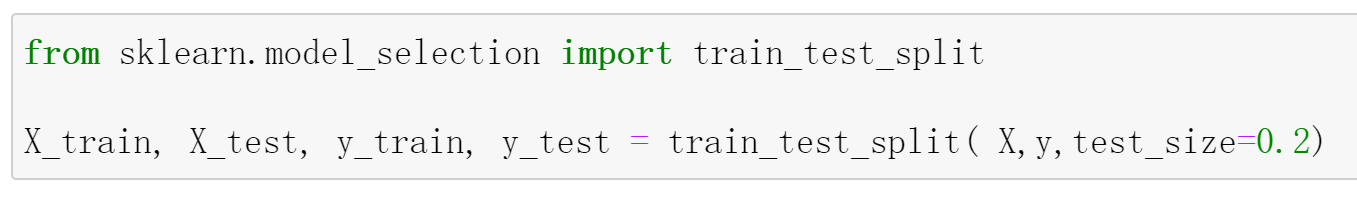 from sklearn.model_selection import train_test_split
X_train, X_test, y_train, y_test = train_test_split( X,y,test_size=0.2)